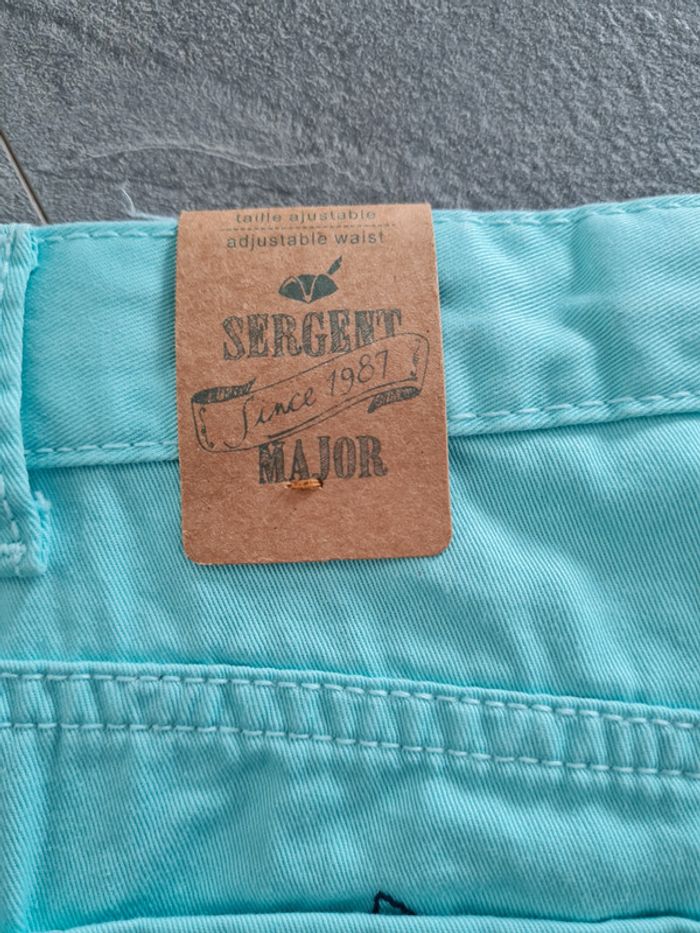 taille ajustable
adjustable waist
SERGENT
Since 1987
MAJOR